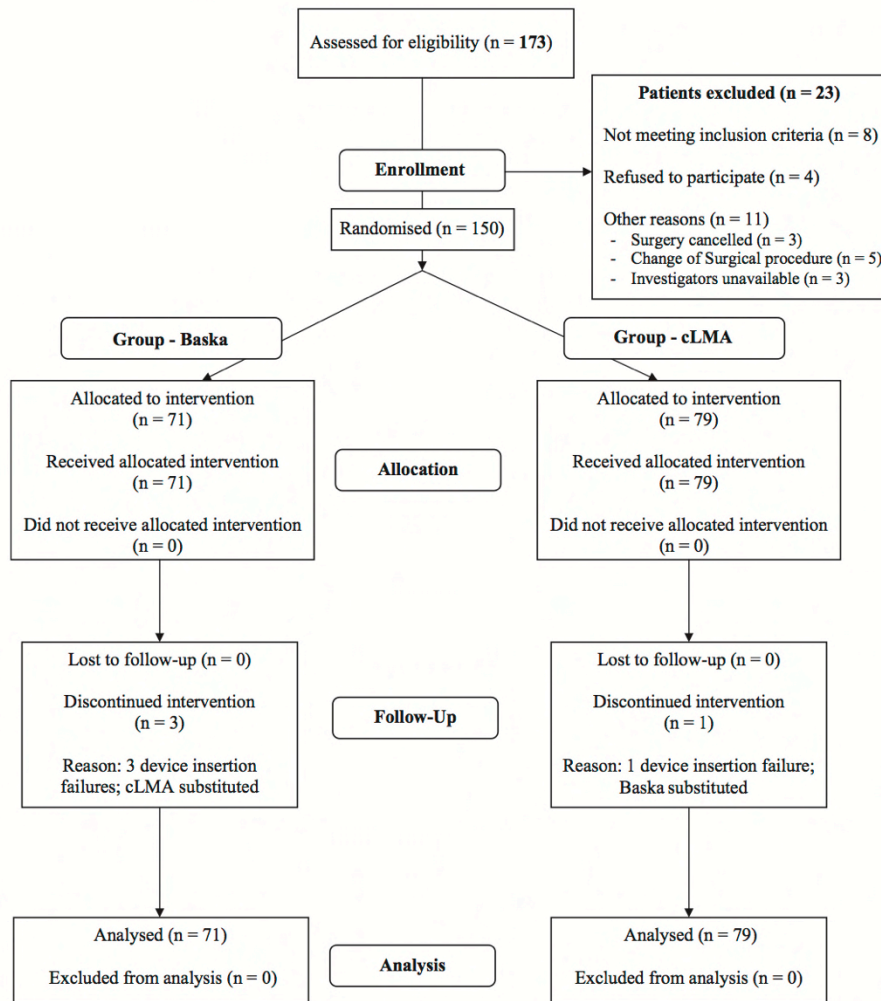 Assessed for eligibility (n = 173)
Patients excluded (n = 23)
Not meeting inclusion criteria (n = 8)
Refused to participate (n = 4)
Other reasons (n = 11)
- Surgery cancelled (n = 3)
- Change of Surgical procedure (n = 5)
- Investigators unavailable (n = 3)
Enrollment
Randomised (n = 150)
Group - Baska
Group - cLMA
Allocated to intervention
(n = 71)
Received allocated intervention
(n = 71)
Did not receive allocated intervention
(n = 0)
Allocation
Allocated to intervention
(n = 79)
Received allocated intervention
(n = 79)
Did not receive allocated intervention
(n = 0)
Lost to follow-up (n = 0)
Discontinued intervention
(n = 3)
Reason: 3 device insertion
failures; cLMA substituted
Follow-Up
Lost to follow-up (n = 0)
Discontinued intervention
(n = 1)
Reason: 1 device insertion failure;
Baska substituted
Analysed (n = 71)
Excluded from analysis (n = 0)
Analysis
Analysed (n = 79)
Excluded from analysis (n = 0)